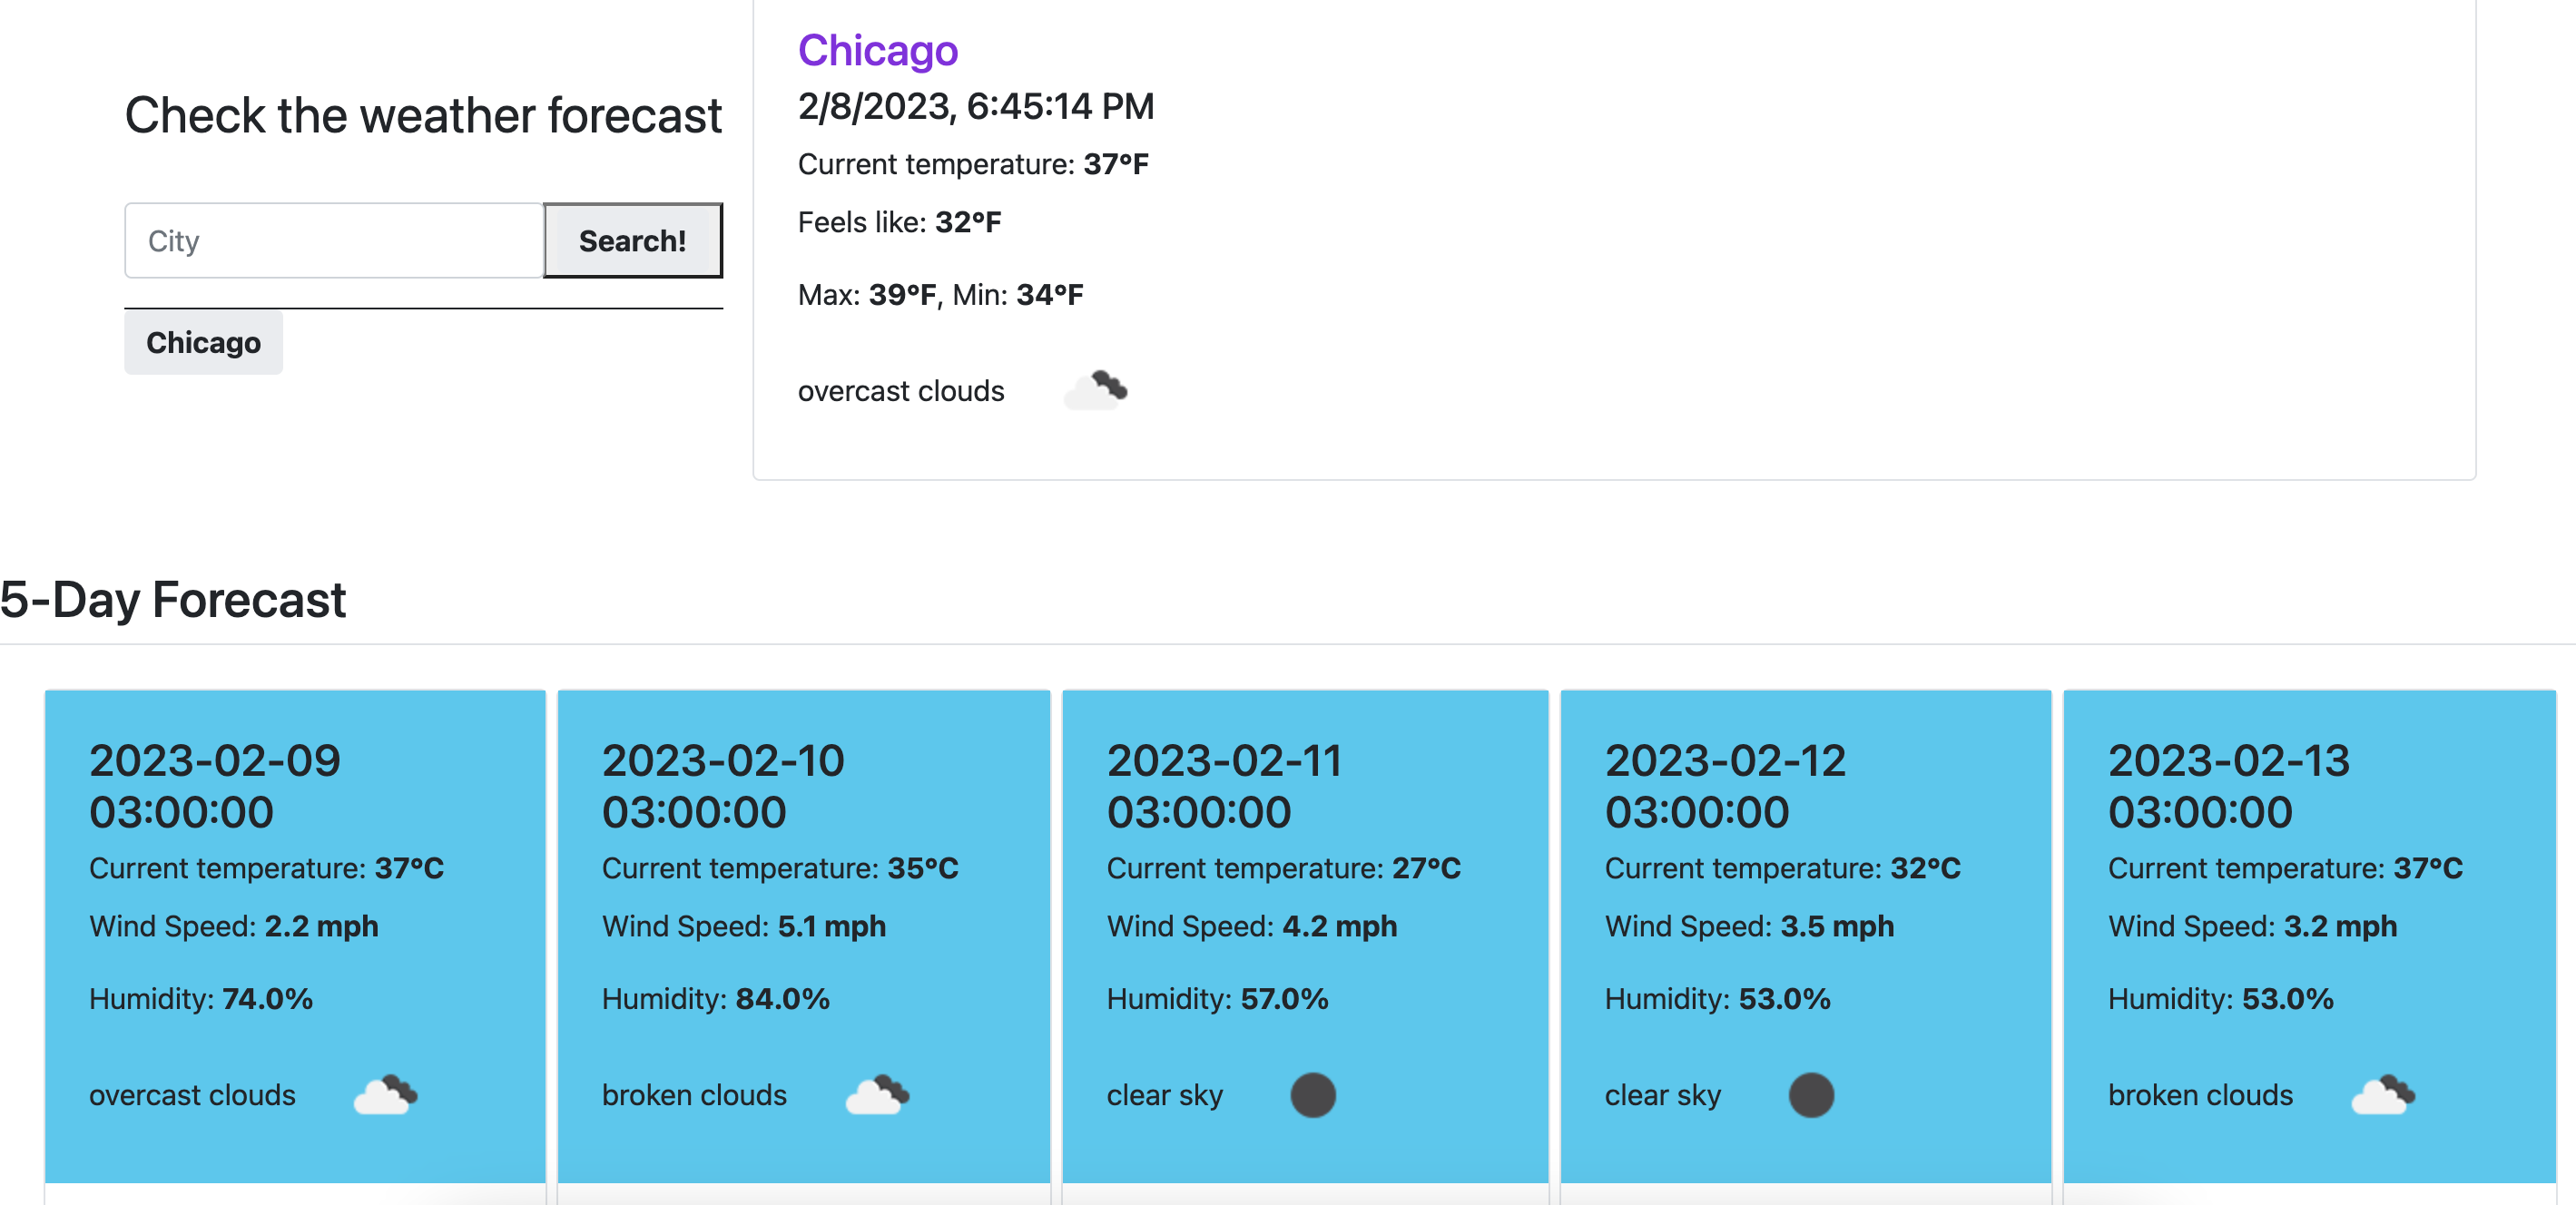 Check the weather forecast
City
Search!
Chicago
Chicago
2/8/2023, 6:45:14 PM
Current temperature: 37°F
Feels like: 32°F
Max: 39°F, Min: 34°F
overcast clouds
5-Day Forecast
2023-02-09
03:00:00
Current temperature: 37°C
Wind Speed: 2.2 mph
Humidity: 74.0%
overcast clouds
2023-02-10
03:00:00
Current temperature: 35°C
Wind Speed: 5.1 mph
Humidity: 84.0%
broken clouds
2023-02-11
03:00:00
Current temperature: 27°C
Wind Speed: 4.2 mph
Humidity: 57.0%
clear sky
2023-02-12
03:00:00
Current temperature: 32°C
Wind Speed: 3.5 mph
Humidity: 53.0%
clear sky
2023-02-13
03:00:00
Current temperature: 37°C
Wind Speed: 3.2 mph
Humidity: 53.0%
broken clouds